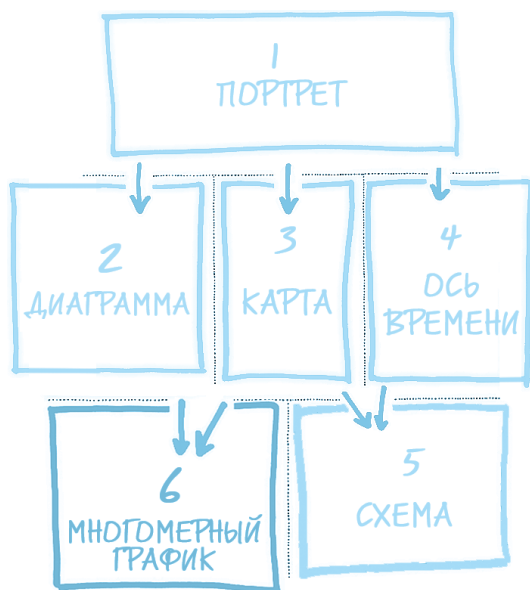 1
ПОРТРЕТ
2
ДИАГРАММА
3
КАРТА
4
ОСЬ
ВРЕМЕНИ
6
МНОГОМЕРНЫЙ
ГРАФИК
5
СХЕМА